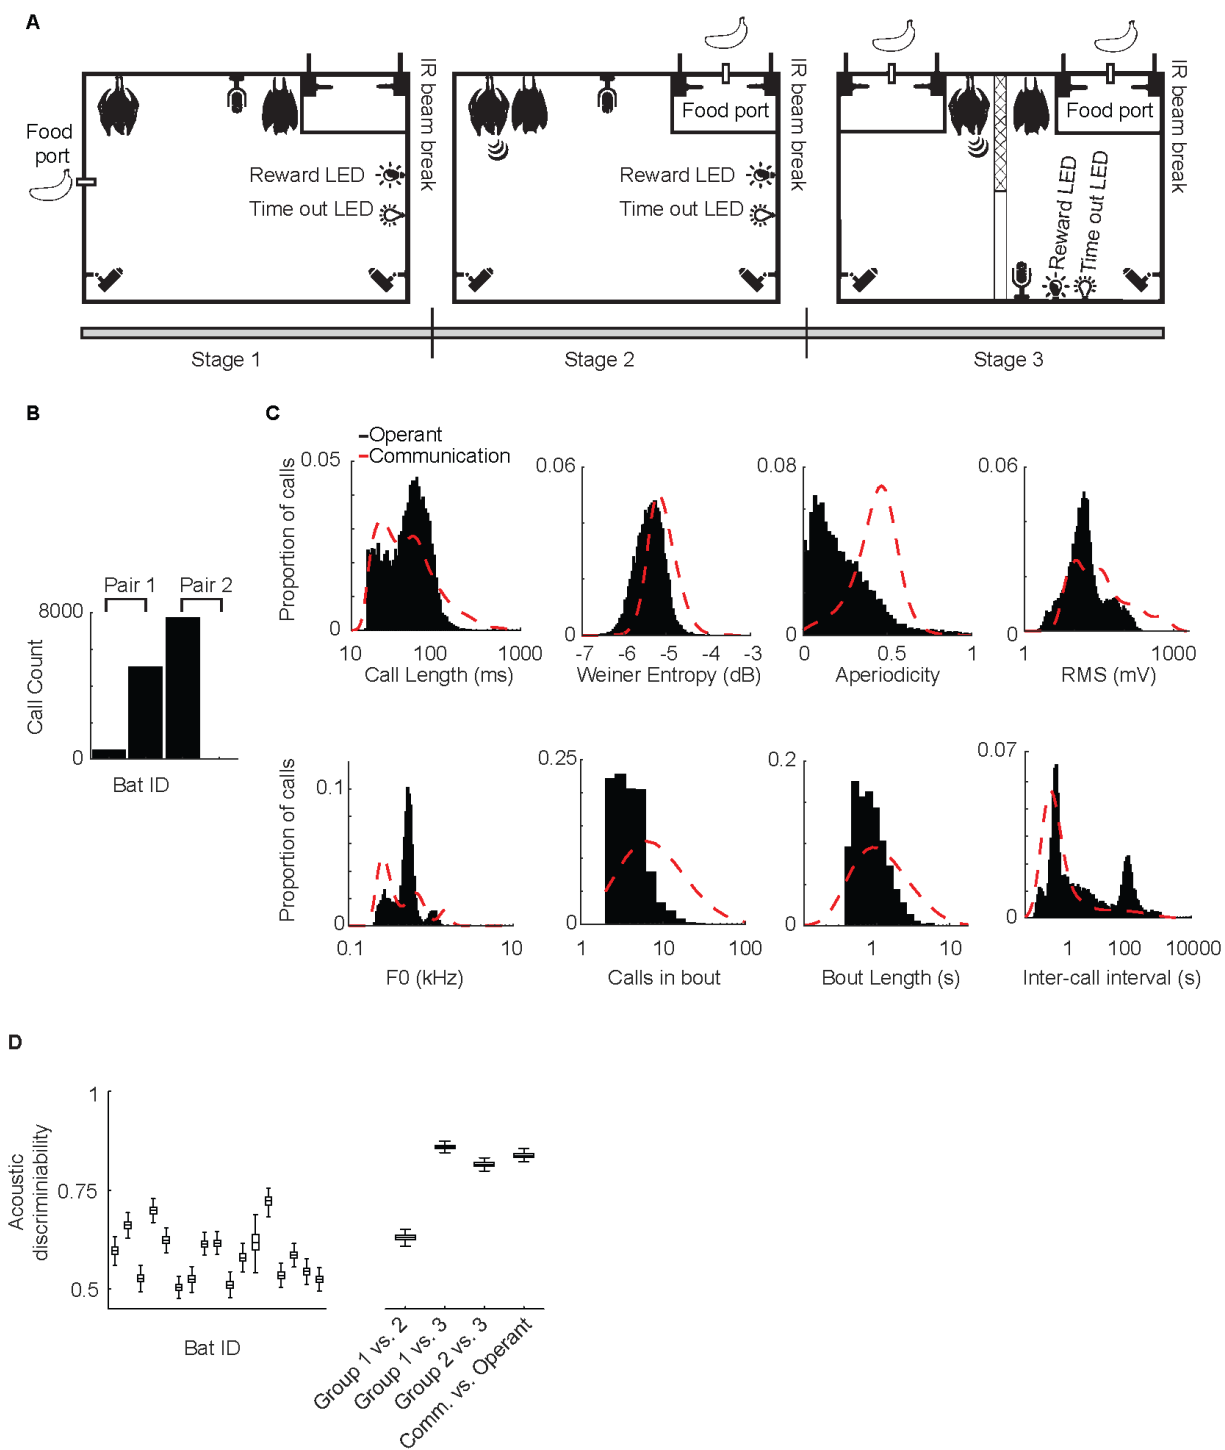 A
Food port
Reward LED
Time out LED
IR beam break
Food port
Reward LED
Time out LED
IR beam break
Food port
Reward LED
Time out LED
IR beam break
Stage 1
Stage 2
Stage 3
B
Pair 1
Pair 2
8000
0
Call Count
Bat ID
C
Operant
Communication
Proportion of calls
0.05
0
10
100
1000
Call Length (ms)
0.06
0
-7
-6
-5
-4
-3
Weiner Entropy (dB)
0.08
0
0
0.5
1
Aperiodicity
0.06
0
1
1000
RMS (mV)
Proportion of calls
0.1
0
0.1
10
F0 (kHz)
0.25
0
1
10
100
Calls in bout
0.2
0
1
10
Bout Length (s)
0.07
0
1
100
10000
Inter-call interval (s)
D
Acoustic
discriminiability
1
0.75
0.5
Bat ID
Group 1 vs. 2
Group 1 vs. 3
Group 2 vs. 3
Comm. vs. Operant